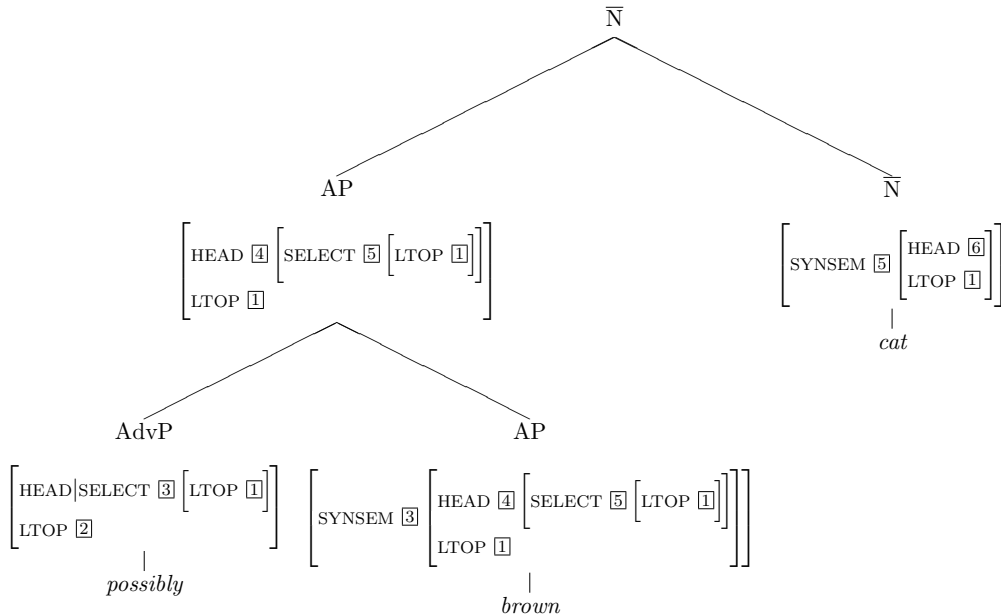 N̅
AP N̅
[HEAD 4 [SELECT 5 [LTOP 1]]
LTOP 1]
[SYNSEM 5 [HEAD 6
LTOP 1]]
cat
AdvP AP
[HEAD|SELECT 3 [LTOP 1]
LTOP 2]
[SYNSEM 3 [HEAD 4 [SELECT 5 [LTOP 1]]
LTOP 1]]
possibly
brown